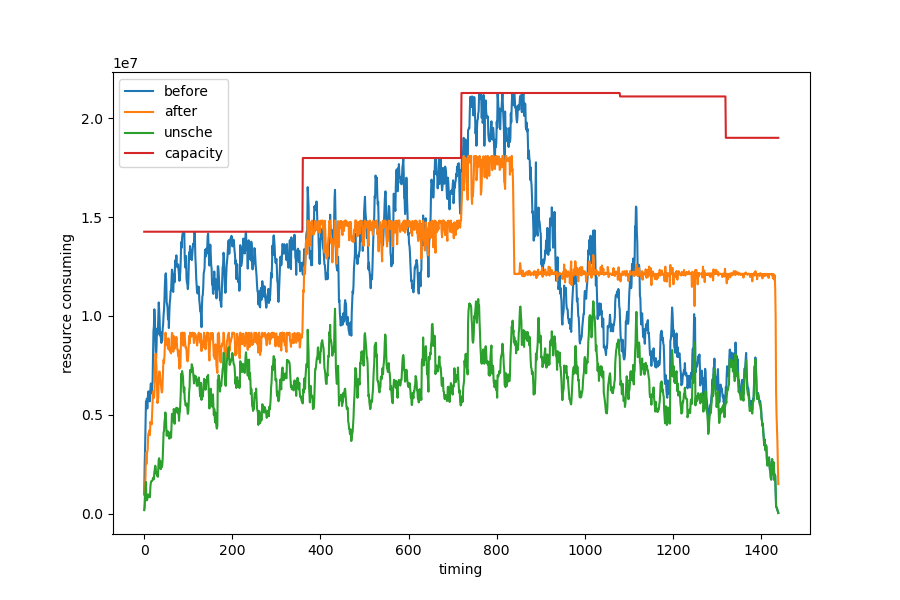 1e7
before
after
unsche
capacity
2.0
1.5
1.0
0.5
0.0
resource consuming
0 200 400 600 800 1000 1200 1400
timing